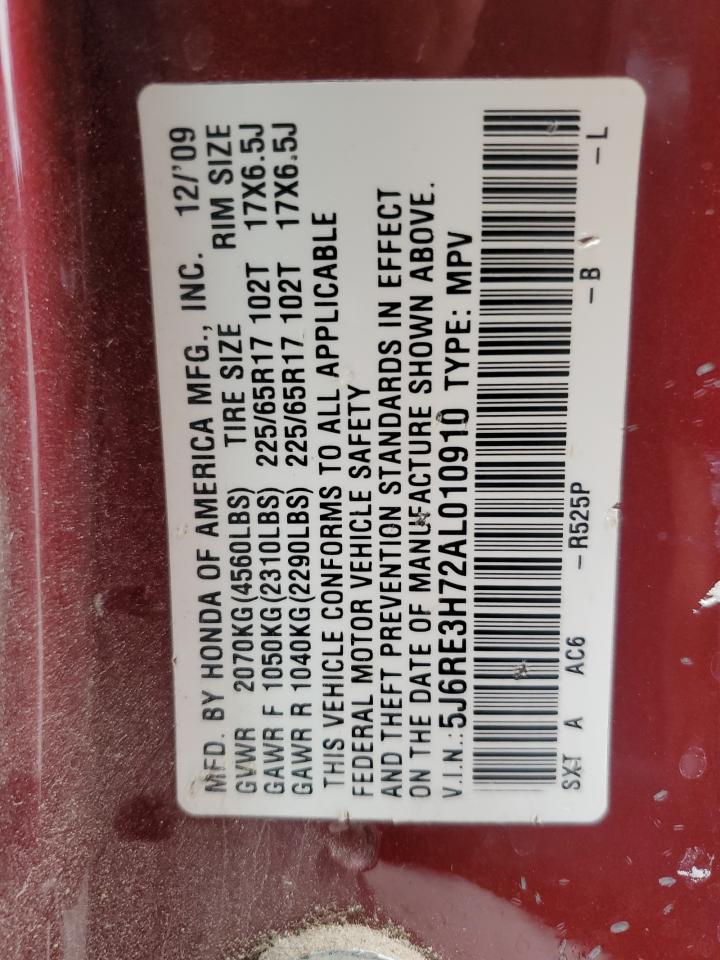 MFD. BY HONDA OF AMERICA MFG., INC. 12/'09
GVWR 2070KG(4560LBS) TIRE SIZE RIM SIZE
GAWR F 1050KG(2310LBS) 225/65R17 102T 17X6.5J
GAWR R 1040KG(2290LBS) 225/65R17 102T 17X6.5J
THIS VEHICLE CONFORMS TO ALL APPLICABLE
FEDERAL MOTOR VEHICLE SAFETY
AND THEFT PREVENTION STANDARDS IN EFFECT
ON THE DATE OF MANUFACTURE SHOWN ABOVE.
V.I.N.:5J6RE3H72AL010910 TYPE: MPV
SXT A AC6 –R525P –B –L